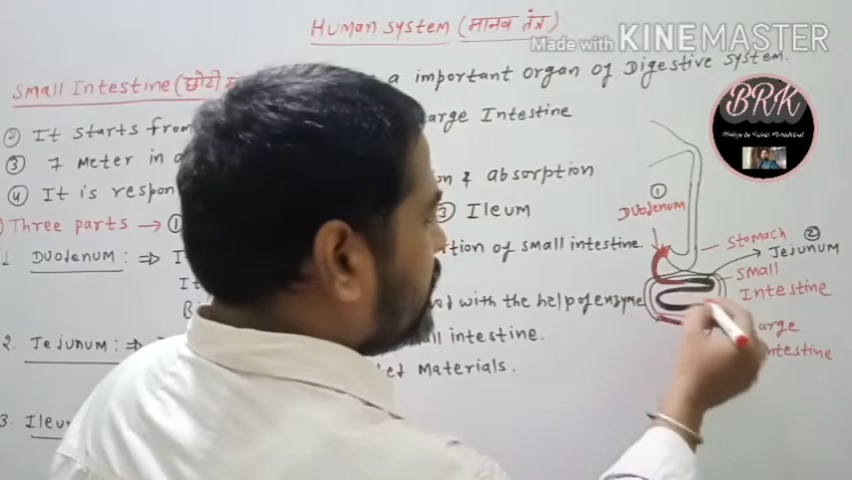 Human System (मानव तंत्र)
Made with KINEMASTER
Small Intestine (छोटी
a important organ of Digestive System.
BRK
② It starts from
arge Intestine
③ 7 Meter in
④ It is respon
on & absorption
Three parts → ①
③ Ileum
① Duodenum
Stomach
② Jejunum
Small
Intestine
arge
ntestine
1 Duodenum :⇒ I
rtion of small intestine.
It
with the help of enzyme
2. Jejunum :⇒
all intestine.
Materials.
3. Ileu